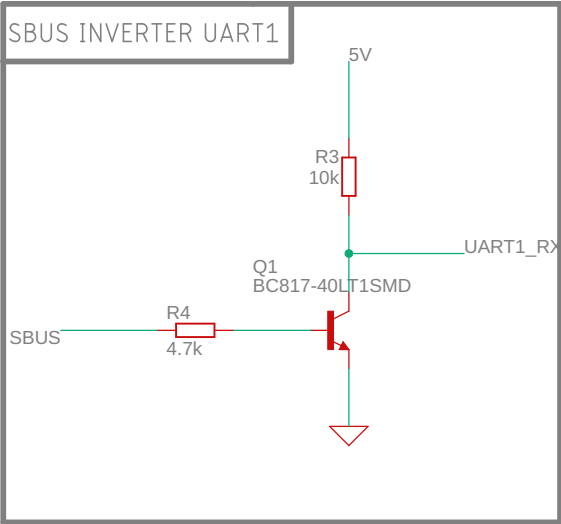 SBUS INVERTER UART1
5V
R3
10k
UART1_RX
Q1
BC817-40LT1SMD
R4
SBUS
4.7k